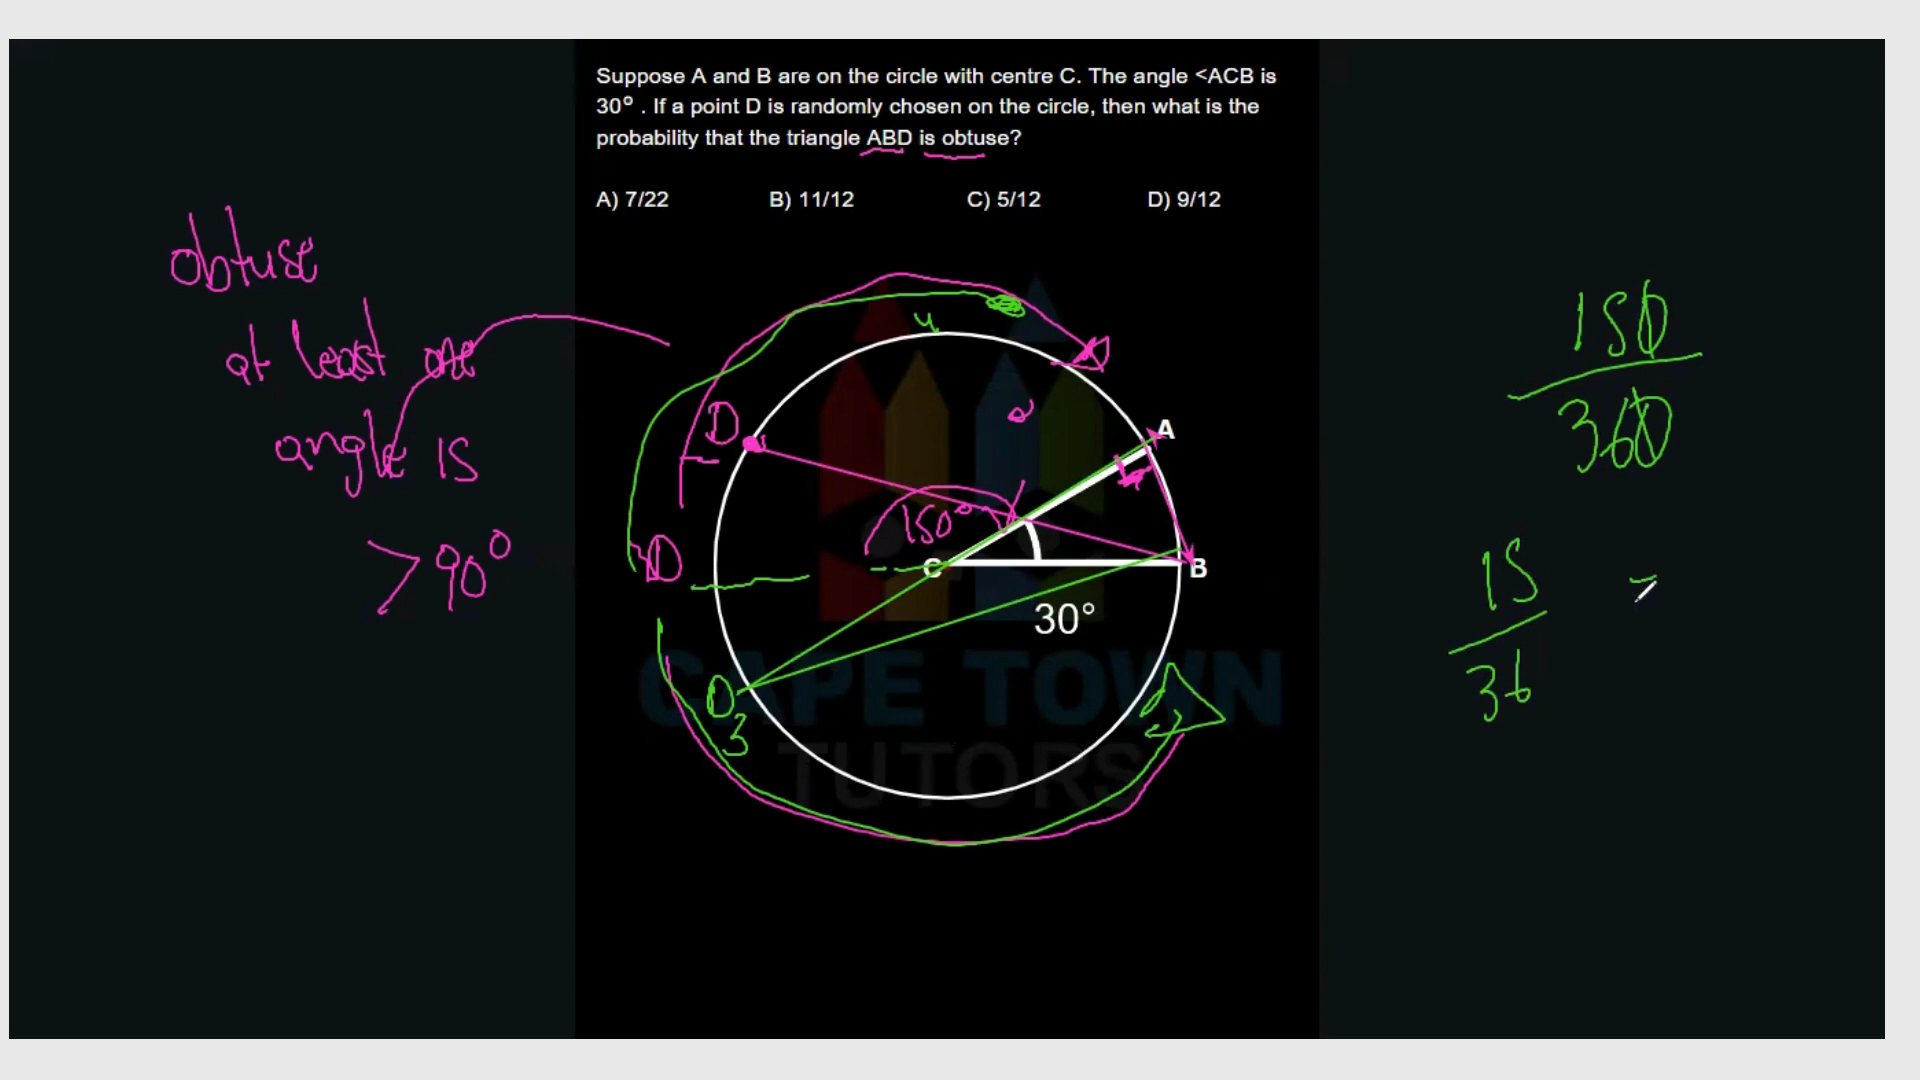 Suppose A and B are on the circle with centre C. The angle <ACB is
30° . If a point D is randomly chosen on the circle, then what is the
probability that the triangle ABD is obtuse?
A) 7/22 B) 11/12 C) 5/12 D) 9/12
obtuse
at least one
angle is
> 90°
D
A
150°
C
B
D
30°
D
3
CAPE TOWN
TUTORS
150
360
15
36